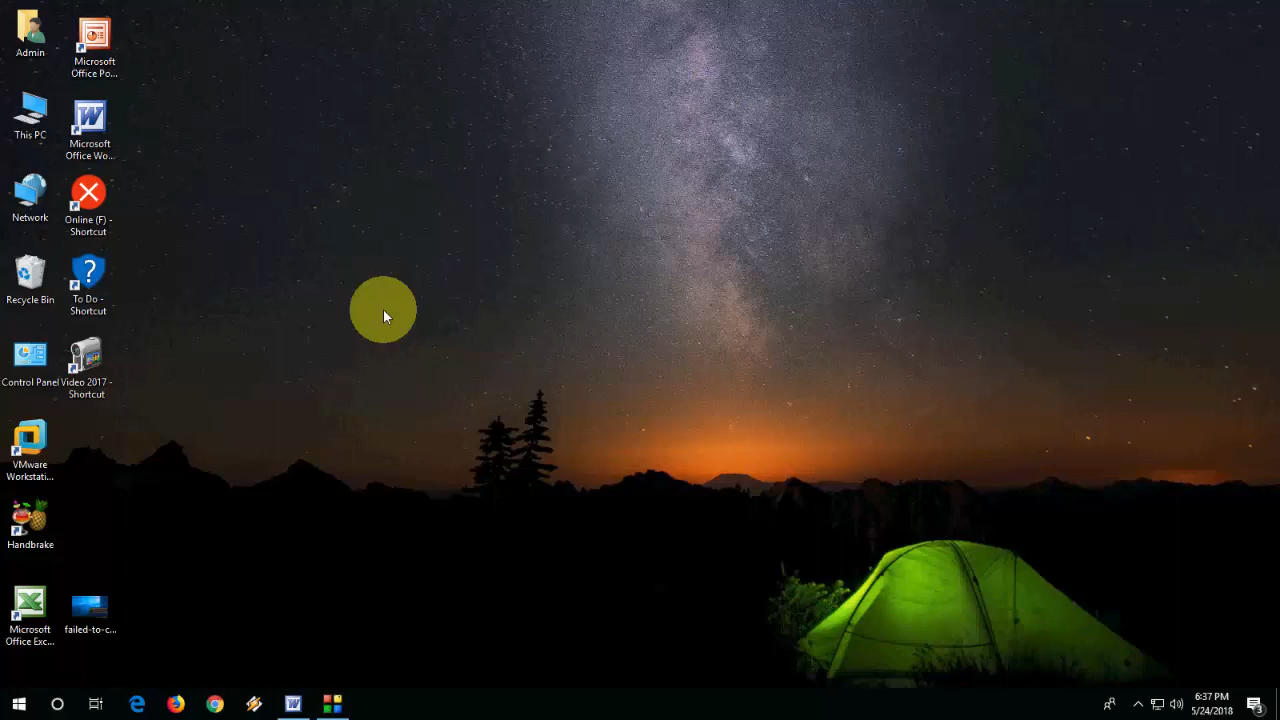 Admin
Microsoft
Office Po...
This PC
Microsoft
Office Wo...
Network
Online (F) -
Shortcut
Recycle Bin
To Do -
Shortcut
Control Panel
Video 2017 -
Shortcut
VMware
Workstati...
Handbrake
Microsoft
Office Exc...
failed-to-c...
6:37 PM
5/24/2018
3